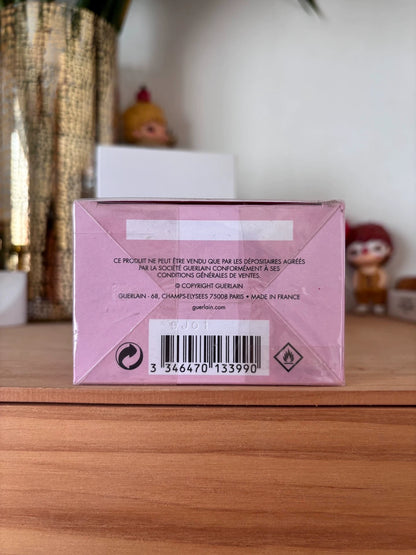 CE PRODUIT NE PEUT ÊTRE VENDU QUE PAR LES DÉPOSITAIRES AGRÉÉS
PAR LA SOCIÉTÉ GUERLAIN CONFORMÉMENT À SES
CONDITIONS GÉNÉRALES DE VENTES.
© COPYRIGHT GUERLAIN
GUERLAIN - 68, CHAMPS-ELYSEES 75008 PARIS • MADE IN FRANCE
guerlain.com
9J01
3 346470 133990